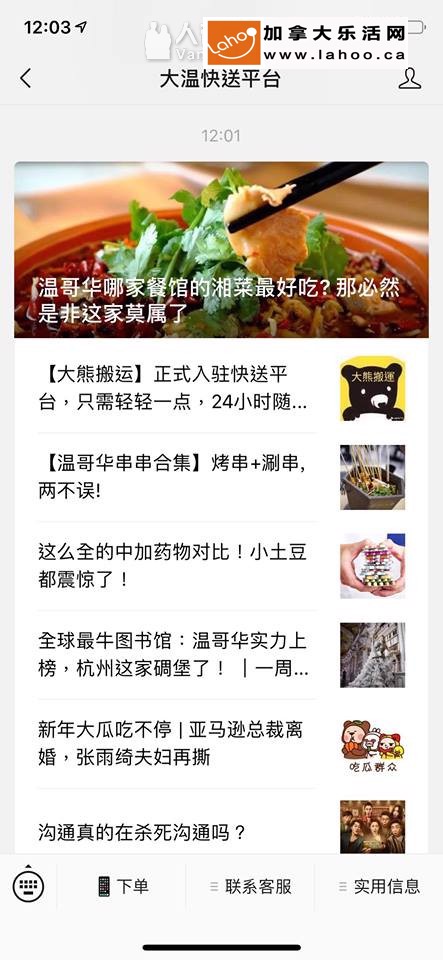 12:03
人
Van
Lahoo
加拿大乐活网
www.lahoo.ca
大温快送平台
12:01
温哥华哪家餐馆的湘菜最好吃? 那必然
是非这家莫属了
【大熊搬运】正式入驻快送平
台，只需轻轻一点，24小时随...
大熊搬運
【温哥华串串合集】烤串+涮串,
两不误!
这么全的中加药物对比！小土豆
都震惊了！
全球最牛图书馆：温哥华实力上
榜，杭州这家碉堡了！｜一周...
新年大瓜吃不停 | 亚马逊总裁离
婚，张雨绮夫妇再撕
吃瓜群众
沟通真的在杀死沟通吗？
下单
联系客服
实用信息